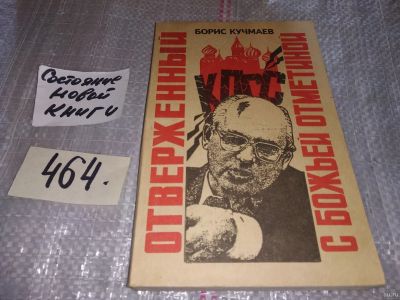 Состояние
новой
книги
464.
БОРИС КУЧМАЕВ
ОТВЕРЖЕННЫЙ
С БОЖЬЕЙ ОТМЕТИНОЙ
КПСС